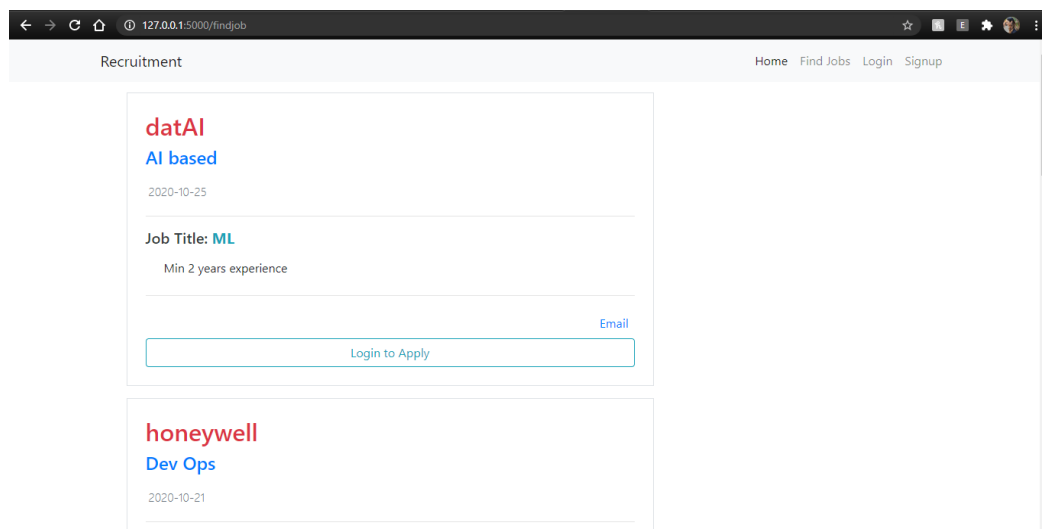 127.0.0.1:5000/findjob
E
Recruitment
Home Find Jobs Login Signup
datAI
AI based
2020-10-25
Job Title: ML
Min 2 years experience
Email
Login to Apply
honeywell
Dev Ops
2020-10-21